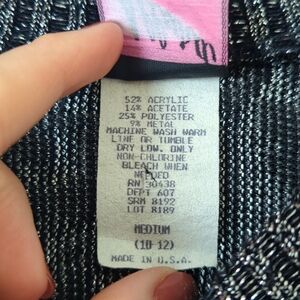 52% ACRYLIC
14% ACETATE
25% POLYESTER
9% METAL
MACHINE WASH WARM
LINE OR TUMBLE
DRY LOW. ONLY
NON-CHLORINE
BLEACH WHEN
NEEDED
RN 30438
DEPT 607
SRM 8192
LOT 8189
MEDIUM
(10-12)
MADE IN U.S.A.